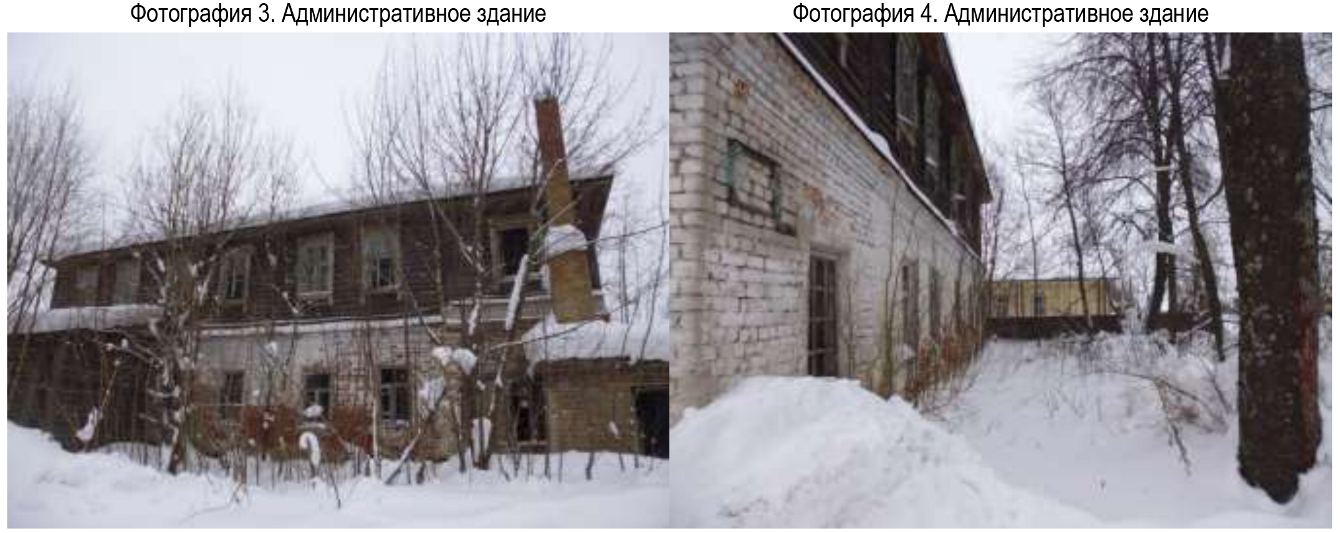 Фотография 3. Административное здание
Фотография 4. Административное здание